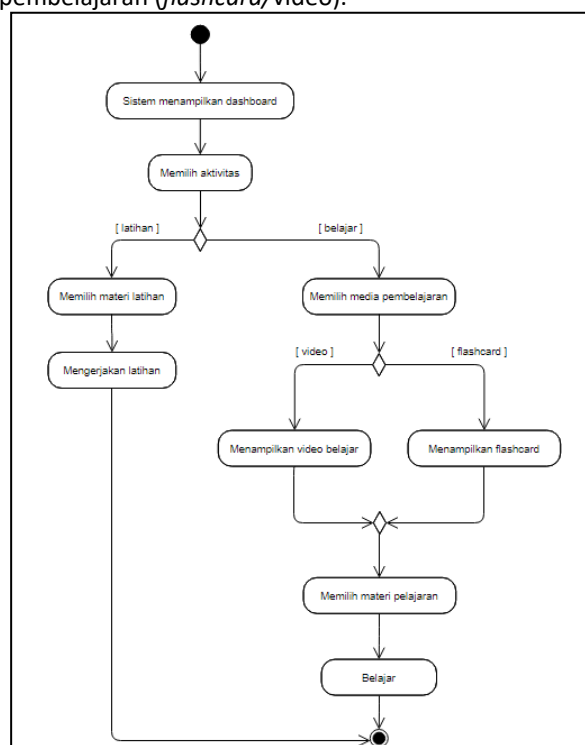 pembelajaran (flashcard/video).
Sistem menampilkan dashboard
Memilih aktivitas
[ latihan ]
[ belajar ]
Memilih materi latihan
Memilih media pembelajaran
[ video ]
[ flashcard ]
Mengerjakan latihan
Menampilkan video belajar
Menampilkan flashcard
Memilih materi pelajaran
Belajar